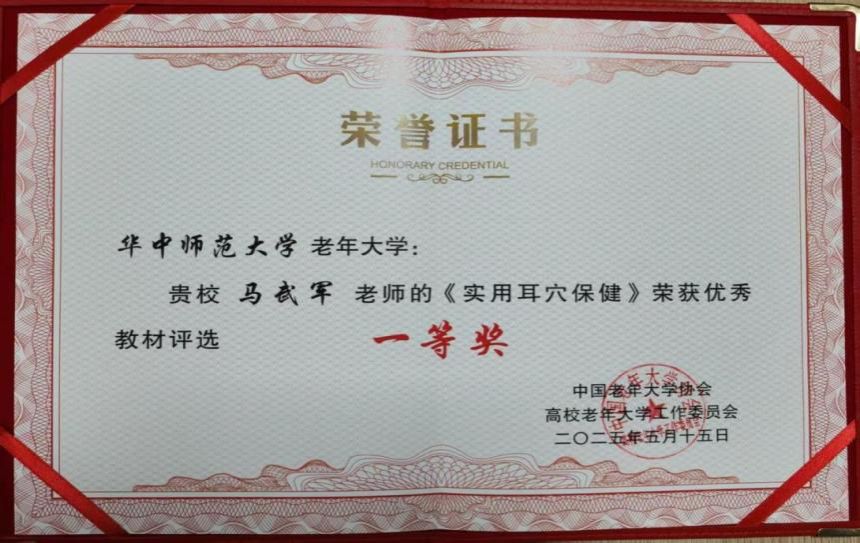 荣誉证书
HONORARY CREDENTIAL
华中师范大学 老年大学：
贵校 马武军 老师的《实用耳穴保健》荣获优秀
教材评选 一等奖
中国老年大学协会
高校老年大学工作委员会
二〇二五年五月十五日